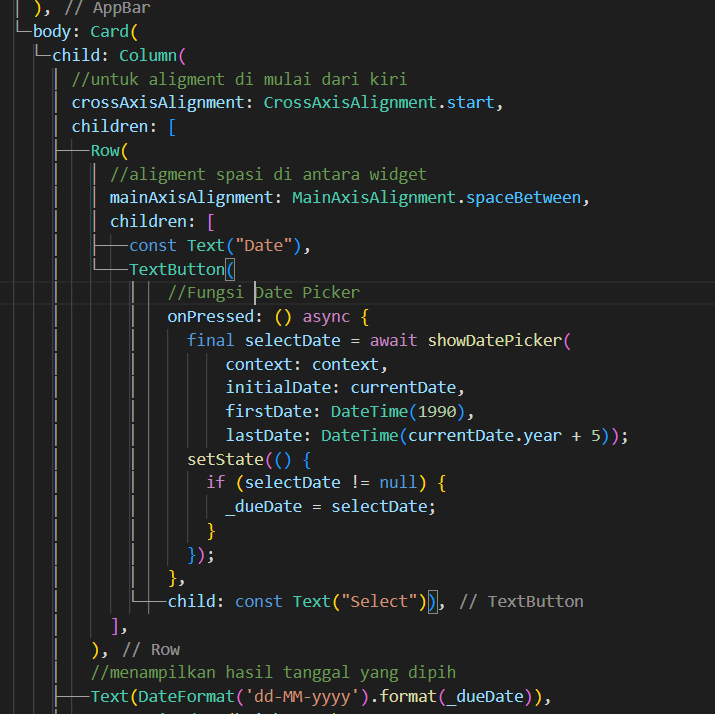 ), // AppBar
body: Card(
child: Column(
//untuk aligment di mulai dari kiri
crossAxisAlignment: CrossAxisAlignment.start,
children: [
Row(
//aligment spasi di antara widget
mainAxisAlignment: MainAxisAlignment.spaceBetween,
children: [
const Text("Date"),
TextButton(
//Fungsi Date Picker
onPressed: () async {
final selectDate = await showDatePicker(
context: context,
initialDate: currentDate,
firstDate: DateTime(1990),
lastDate: DateTime(currentDate.year + 5));
setState(() {
if (selectDate != null) {
_dueDate = selectDate;
}
});
},
child: const Text("Select")), // TextButton
],
), // Row
//menampilkan hasil tanggal yang dipih
Text(DateFormat('dd-MM-yyyy').format(_dueDate)),